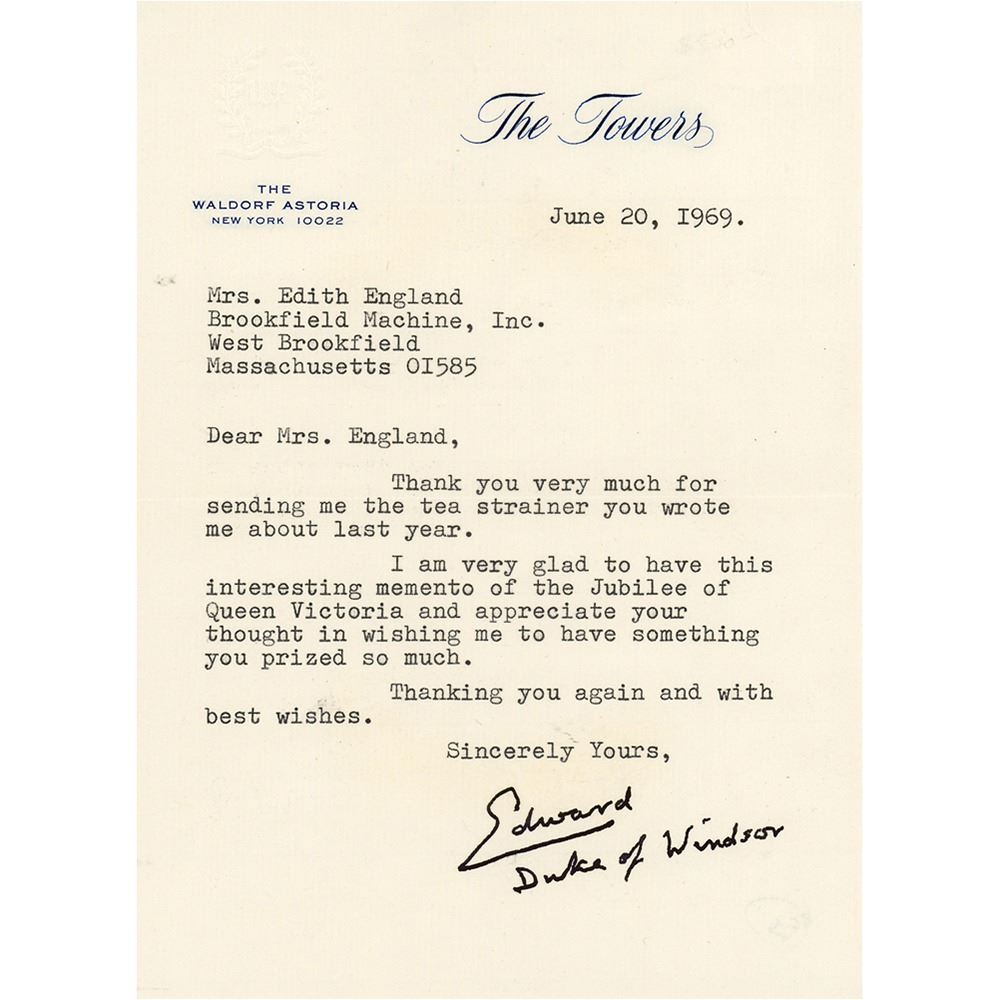 The Towers
THE
WALDORF ASTORIA
NEW YORK 10022
June 20, I969.
Mrs. Edith England
Brookfield Machine, Inc.
West Brookfield
Massachusetts OI585
Dear Mrs. England,
Thank you very much for
sending me the tea strainer you wrote
me about last year.
I am very glad to have this
interesting memento of the Jubilee of
Queen Victoria and appreciate your
thought in wishing me to have something
you prized so much.
Thanking you again and with
best wishes.
Sincerely Yours,
Edward
Duke of Windsor